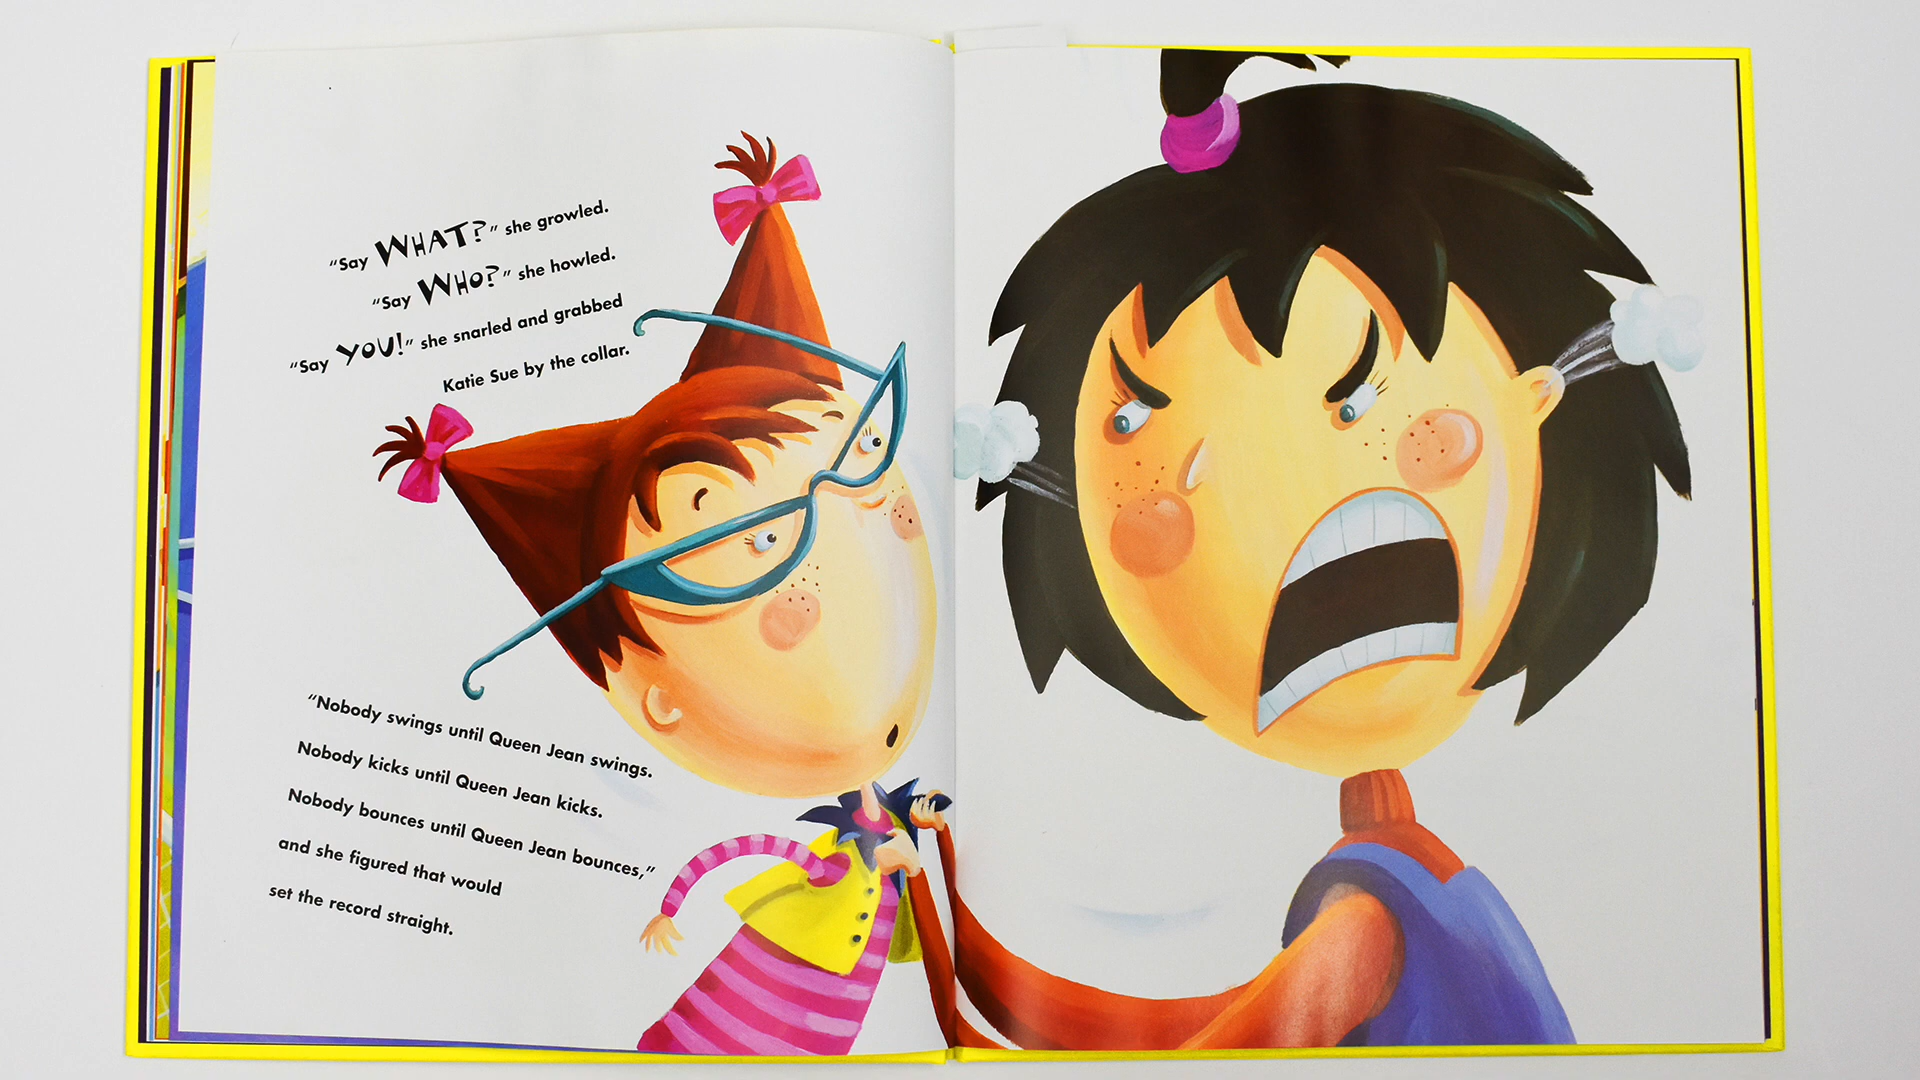 “Say WHAT?” she growled.
“Say WHO?” she howled.
“Say YOU!” she snarled and grabbed
Katie Sue by the collar.
“Nobody swings until Queen Jean swings.
Nobody kicks until Queen Jean kicks.
Nobody bounces until Queen Jean bounces,”
and she figured that would
set the record straight.